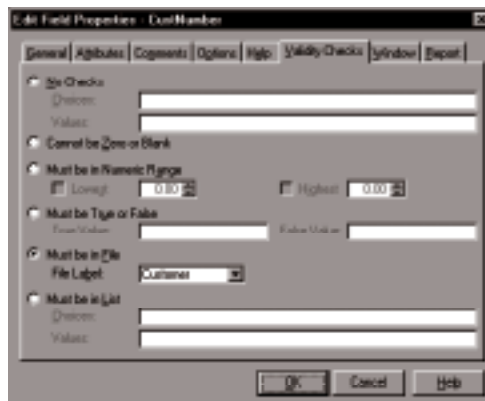 Edit Field Properties - CustNumber
General Attributes Comments Options Help Validity Checks Window Report
No Checks
Choices:
Values:
Cannot be Zero or Blank
Must be in Numeric Range
Lowest 0.00 Highest 0.00
Must be True or False
True Value: False Value:
Must be in File
File Label: Customer
Must be in List
Choices:
Values:
OK Cancel Help